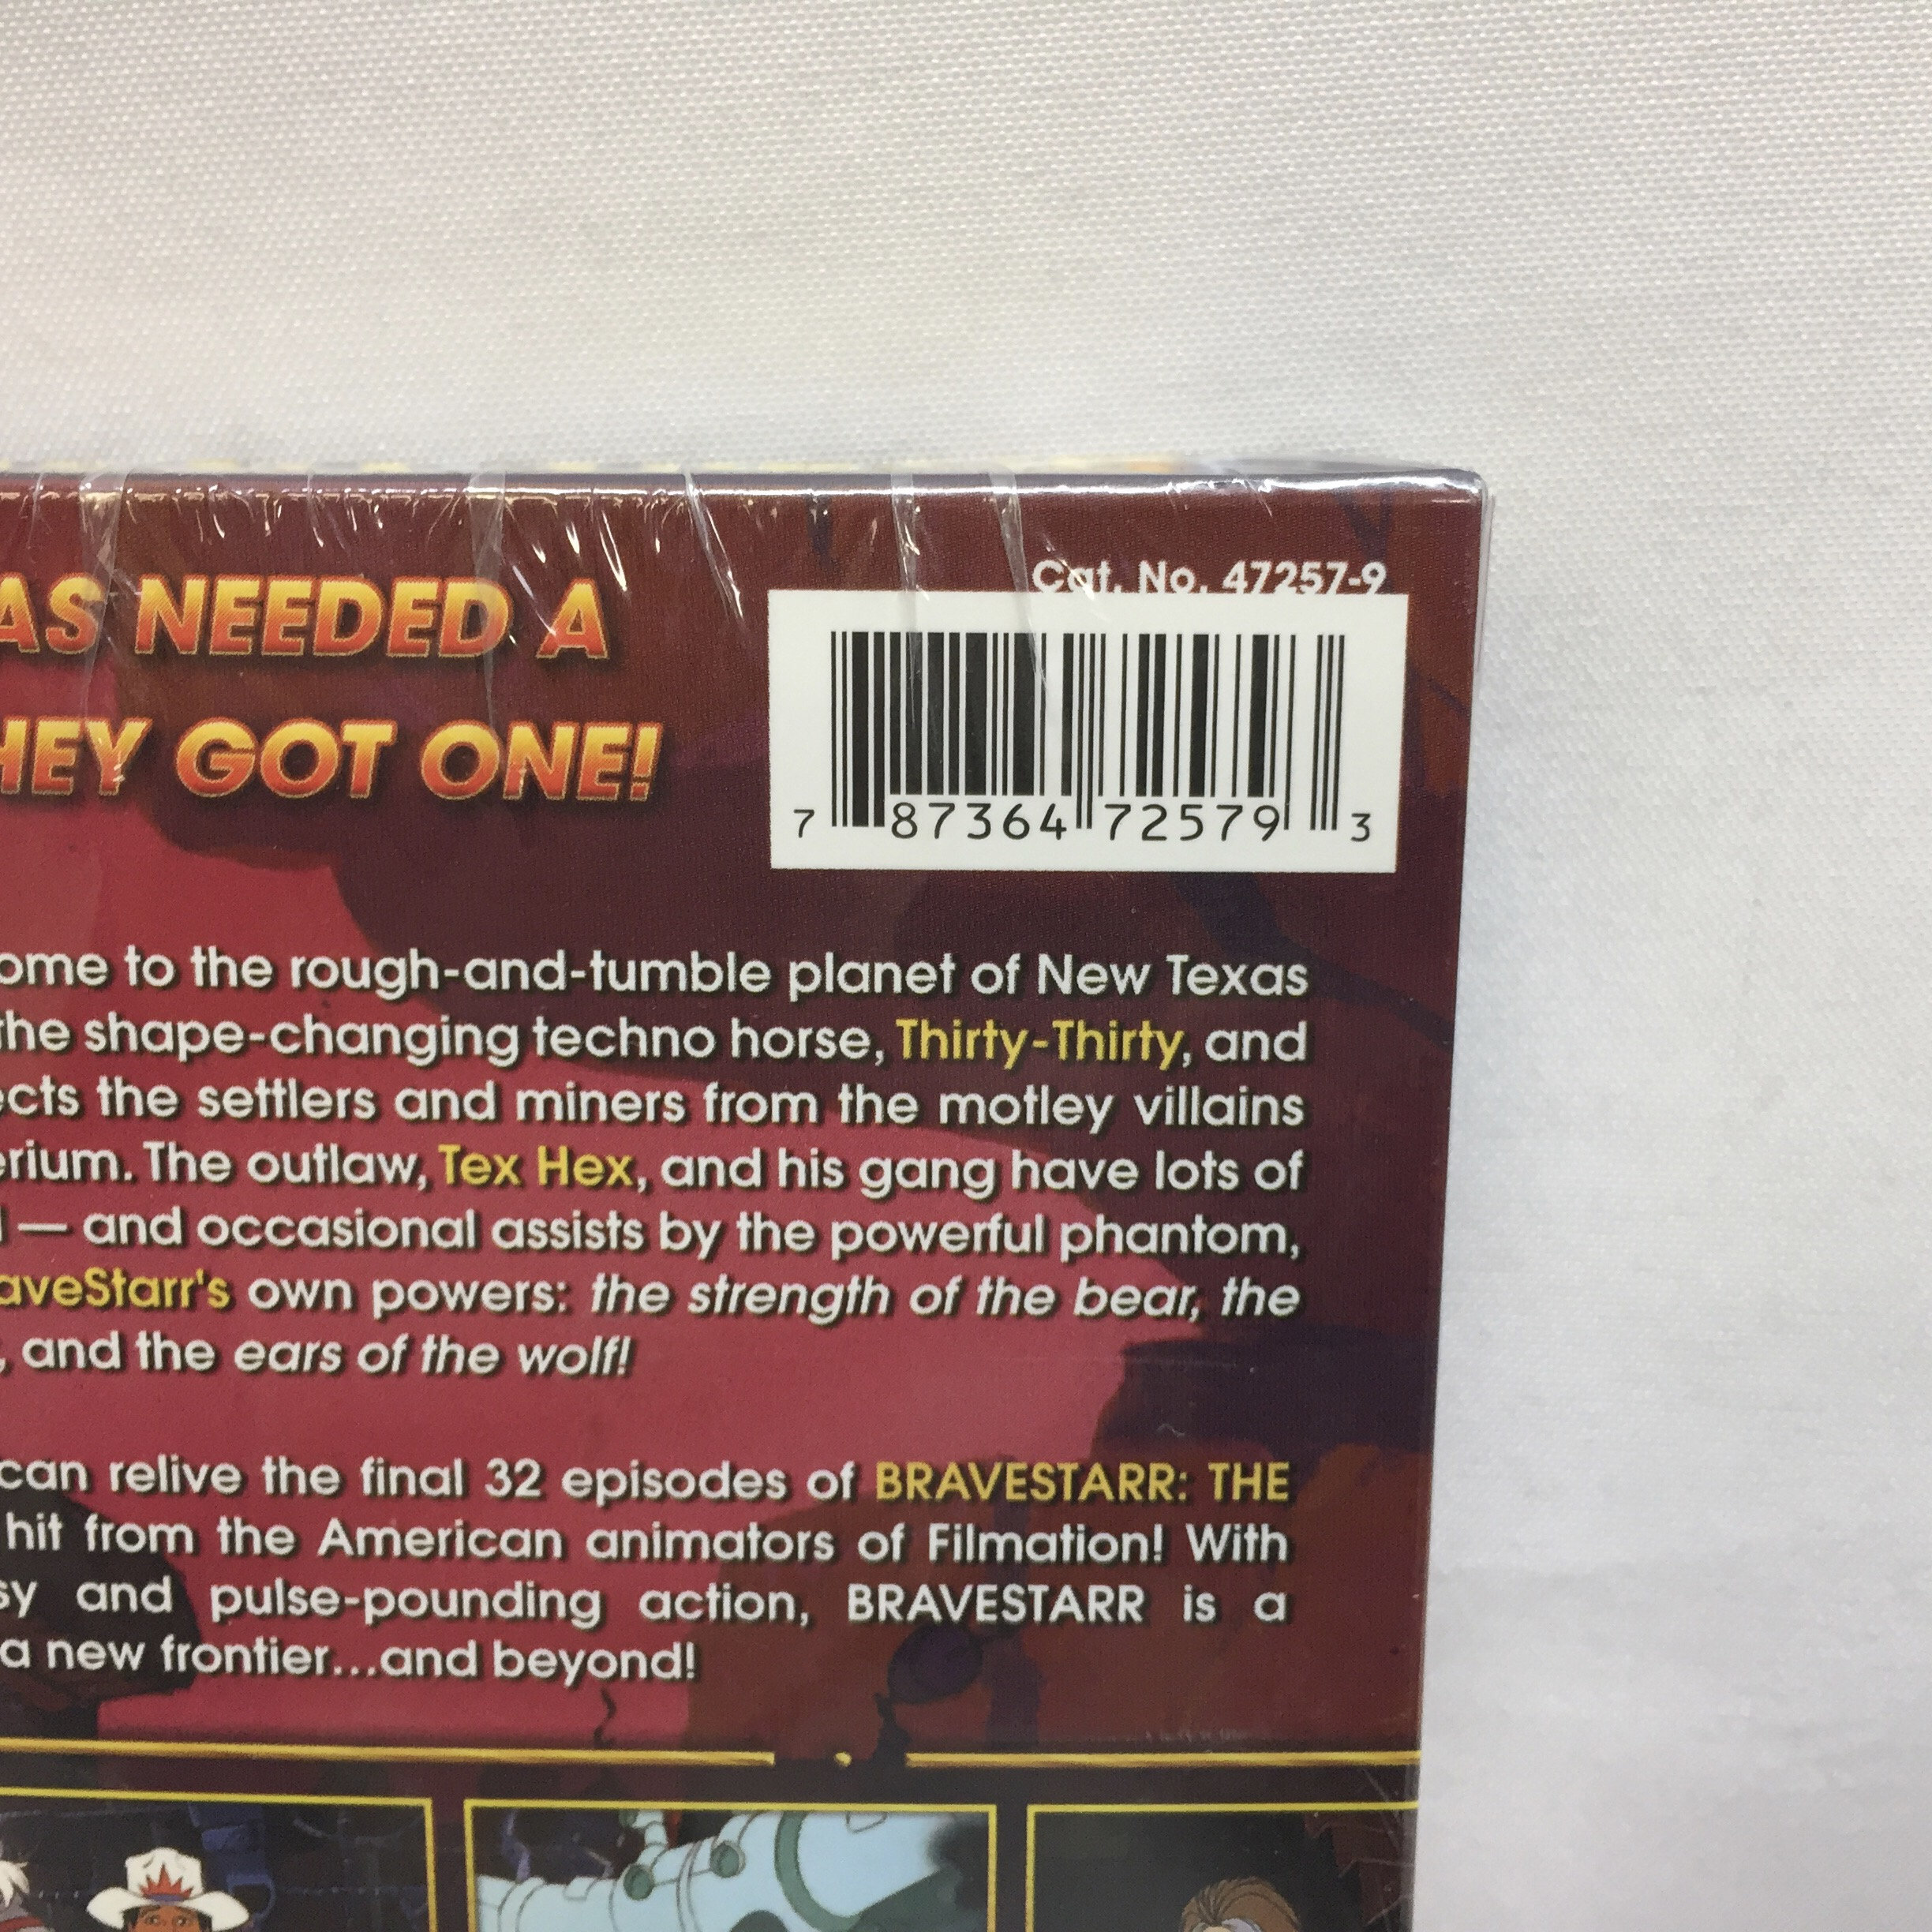 AS NEEDED A
HEY GOT ONE!
Cat. No. 47257-9
7 87364 72579 3
ome to the rough-and-tumble planet of New Texas
the shape-changing techno horse, Thirty-Thirty, and
ects the settlers and miners from the motley villains
erium. The outlaw, Tex Hex, and his gang have lots of
— and occasional assists by the powerful phantom,
aveStarr's own powers: the strength of the bear, the
, and the ears of the wolf!
can relive the final 32 episodes of BRAVESTARR: THE
hit from the American animators of Filmation! With
sy and pulse-pounding action, BRAVESTARR is a
a new frontier...and beyond!